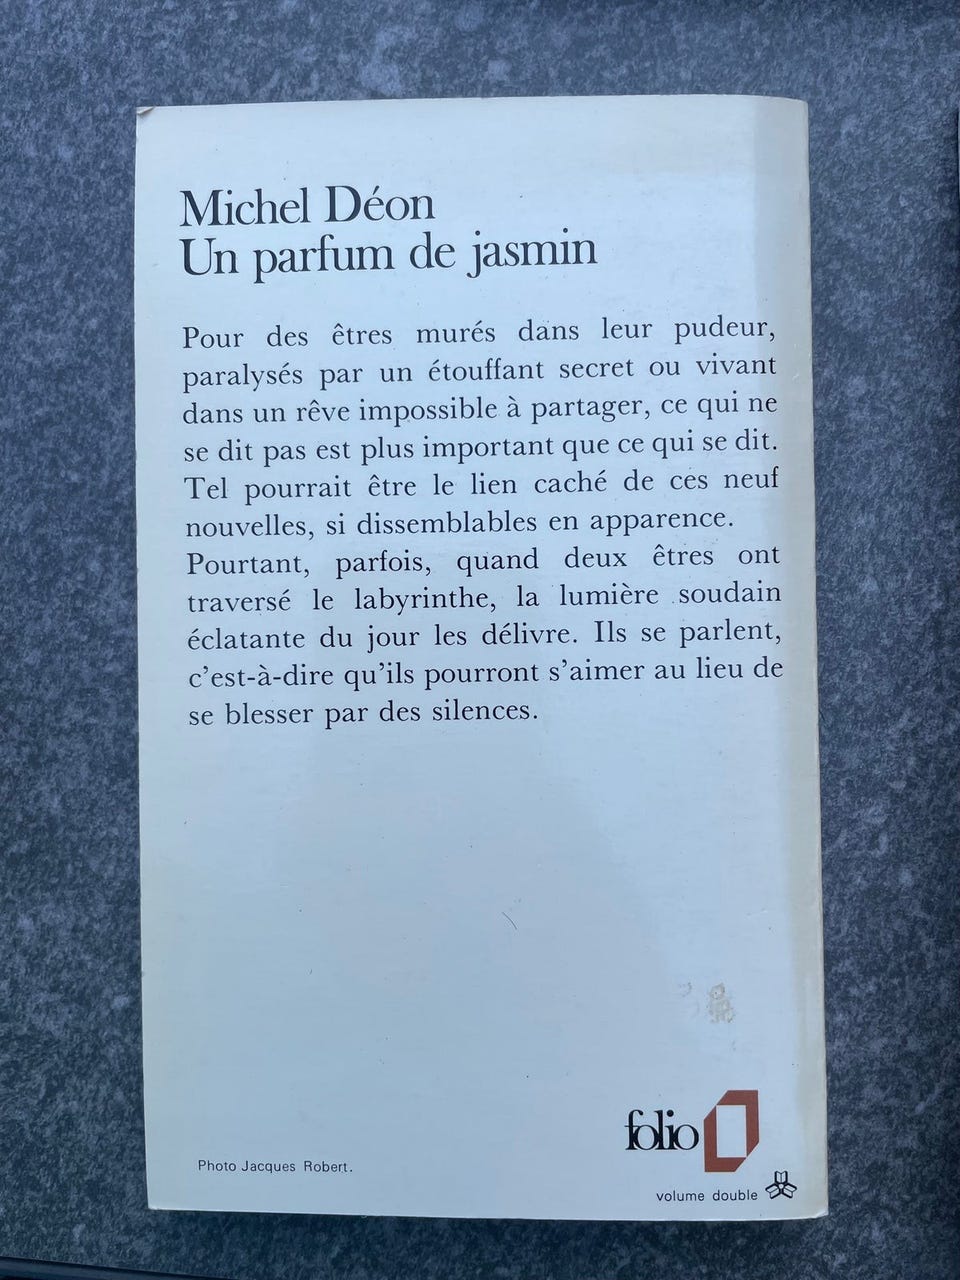 Michel Déon
Un parfum de jasmin
Pour des êtres murés dans leur pudeur,
paralysés par un étouffant secret ou vivant
dans un rêve impossible à partager, ce qui ne
se dit pas est plus important que ce qui se dit.
Tel pourrait être le lien caché de ces neuf
nouvelles, si dissemblables en apparence.
Pourtant, parfois, quand deux êtres ont
traversé le labyrinthe, la lumière soudain
éclatante du jour les délivre. Ils se parlent,
c'est-à-dire qu'ils pourront s'aimer au lieu de
se blesser par des silences.
folio
Photo Jacques Robert.
volume double